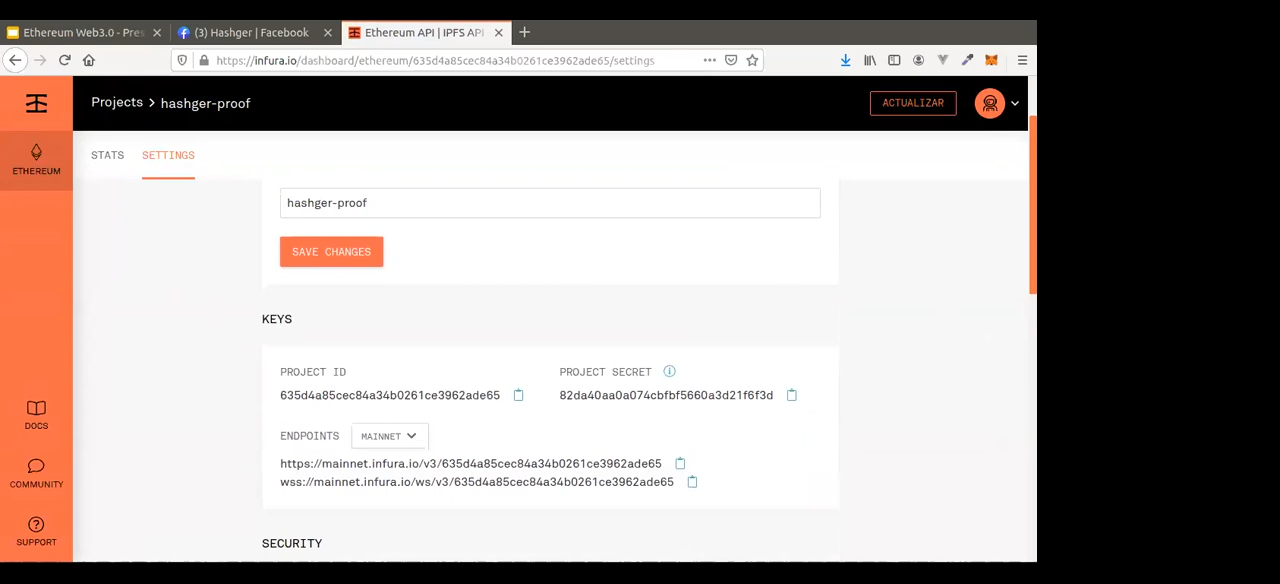 Ethereum Web3.0 - Pres
(3) Hashger | Facebook
Ethereum API | IPFS API
https://infura.io/dashboard/ethereum/635d4a85cec84a34b0261ce3962ade65/settings
Projects > hashger-proof
ACTUALIZAR
ETHEREUM
STATS
SETTINGS
hashger-proof
SAVE CHANGES
KEYS
PROJECT ID
PROJECT SECRET
635d4a85cec84a34b0261ce3962ade65
82da40aa0a074cbfbf5660a3d21f6f3d
ENDPOINTS
MAINNET
https://mainnet.infura.io/v3/635d4a85cec84a34b0261ce3962ade65
wss://mainnet.infura.io/ws/v3/635d4a85cec84a34b0261ce3962ade65
SECURITY
DOCS
COMMUNITY
SUPPORT